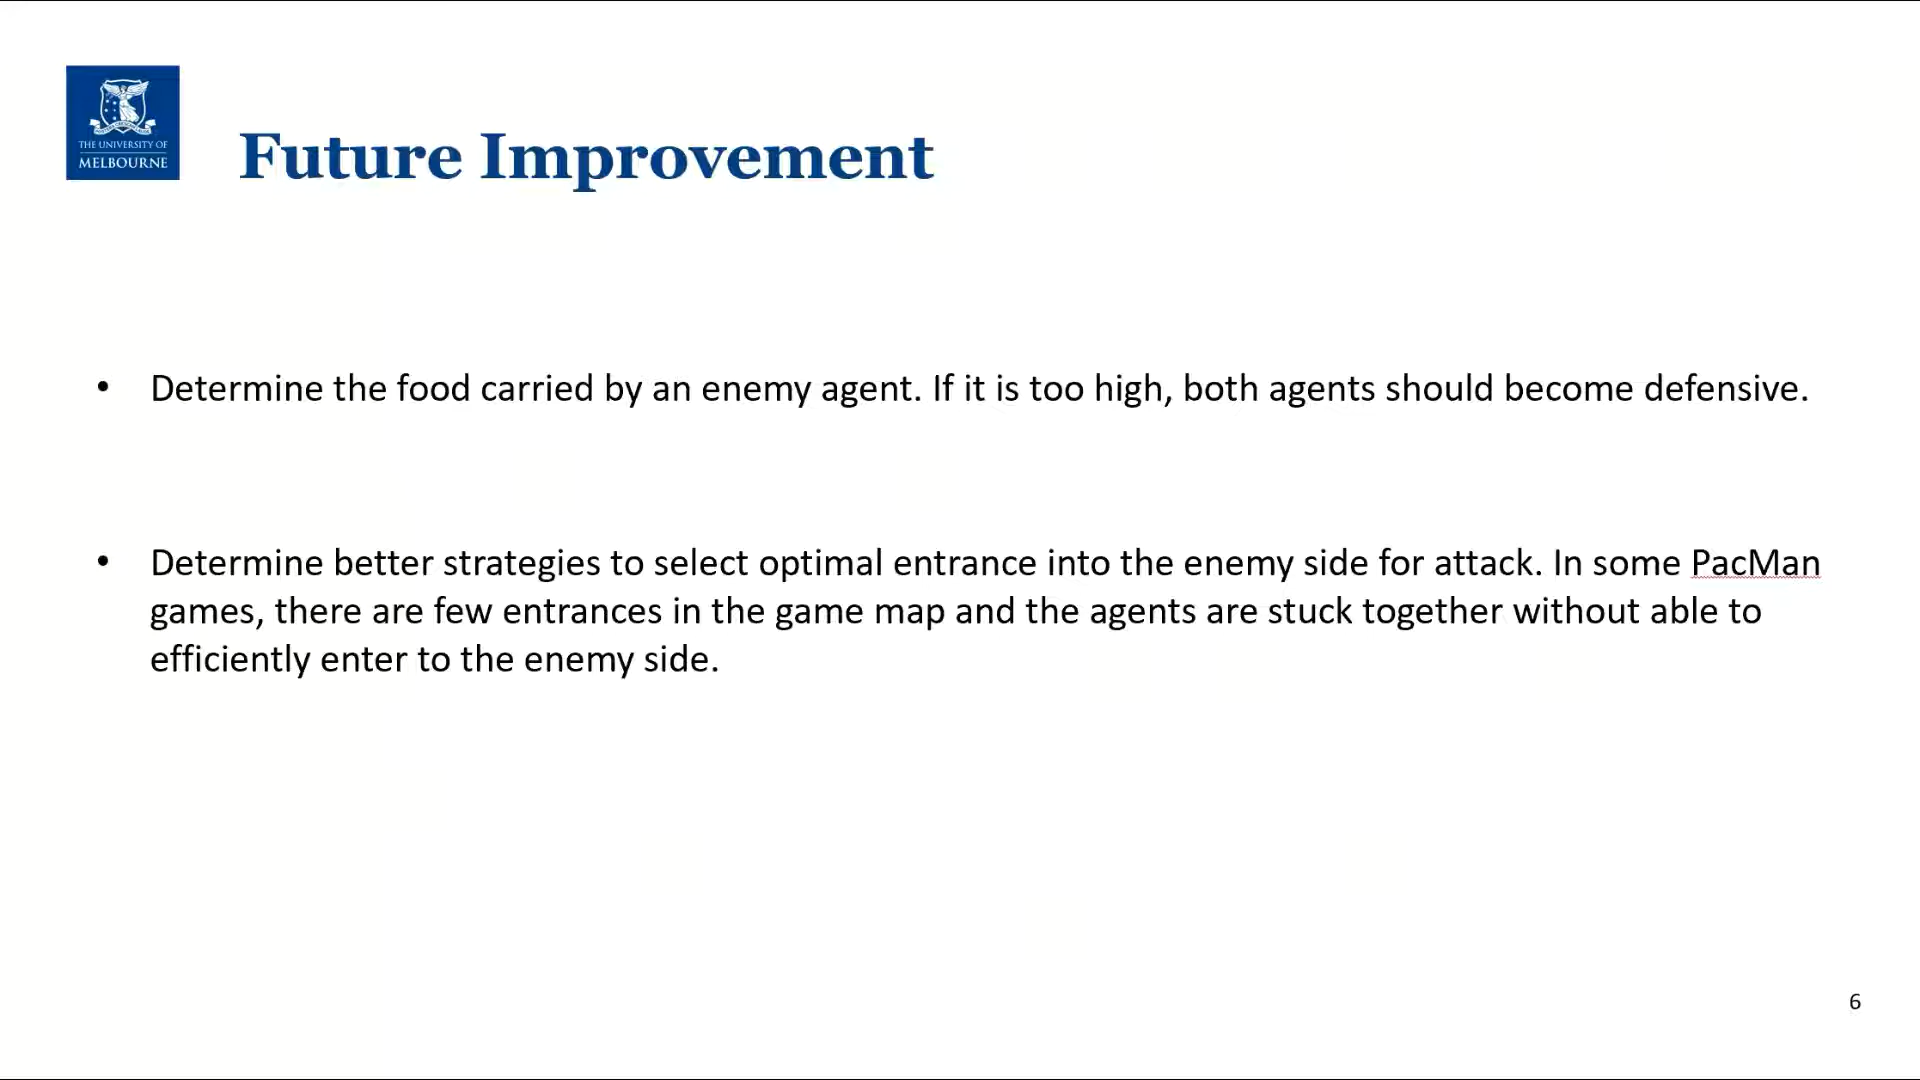 THE UNIVERSITY OF
MELBOURNE
Future Improvement
• Determine the food carried by an enemy agent. If it is too high, both agents should become defensive.
• Determine better strategies to select optimal entrance into the enemy side for attack. In some PacMan
games, there are few entrances in the game map and the agents are stuck together without able to
efficiently enter to the enemy side.
6